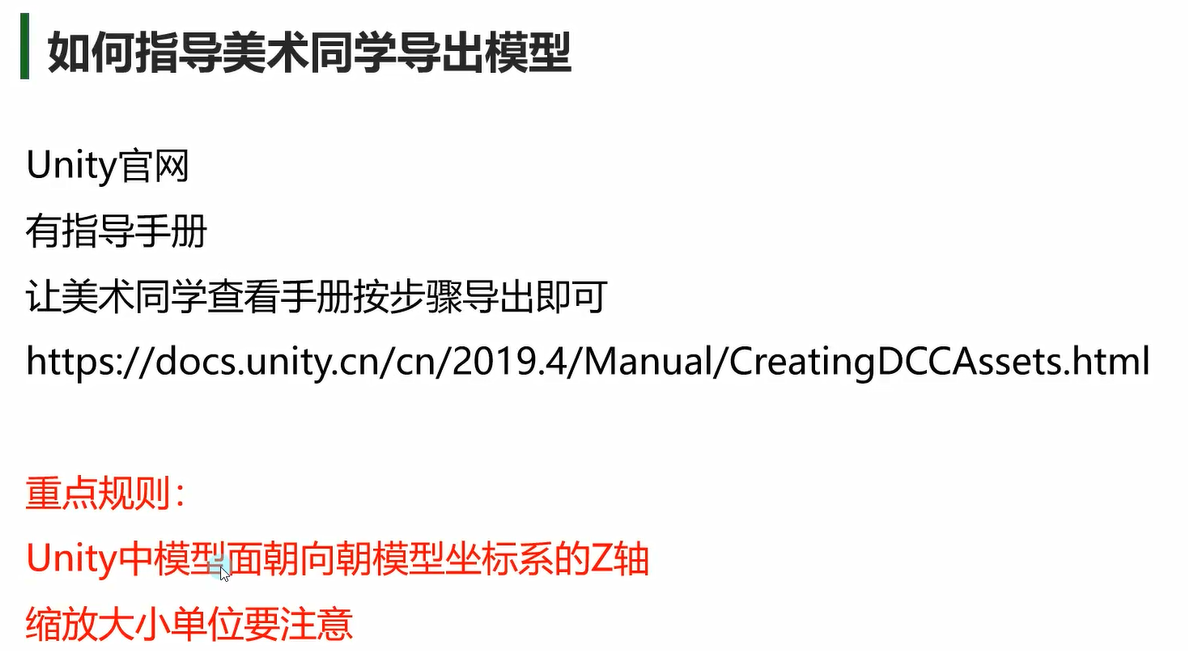 如何指导美术同学导出模型
Unity官网
有指导手册
让美术同学查看手册按步骤导出即可
https://docs.unity.cn/cn/2019.4/Manual/CreatingDCCAssets.html
重点规则：
Unity中模型面朝向朝模型坐标系的Z轴
缩放大小单位要注意